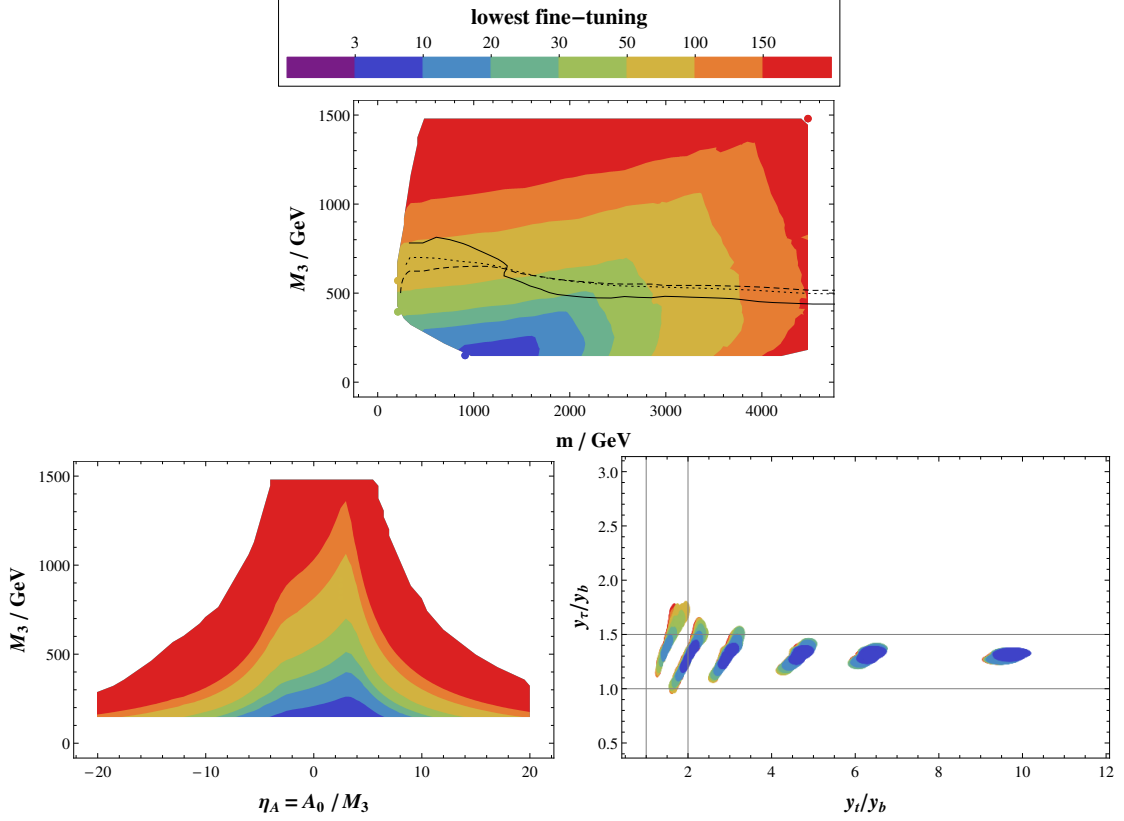 lowest fine−tuning
3 10 20 30 50 100 150
1500
1000
500
0
M3 / GeV
0 1000 2000 3000 4000
m / GeV
1500
1000
500
0
M3 / GeV
−20 −10 0 10 20
ηA = A0 / M3
3.0
2.5
2.0
1.5
1.0
0.5
yτ/yb
2 4 6 8 10 12
yt/yb